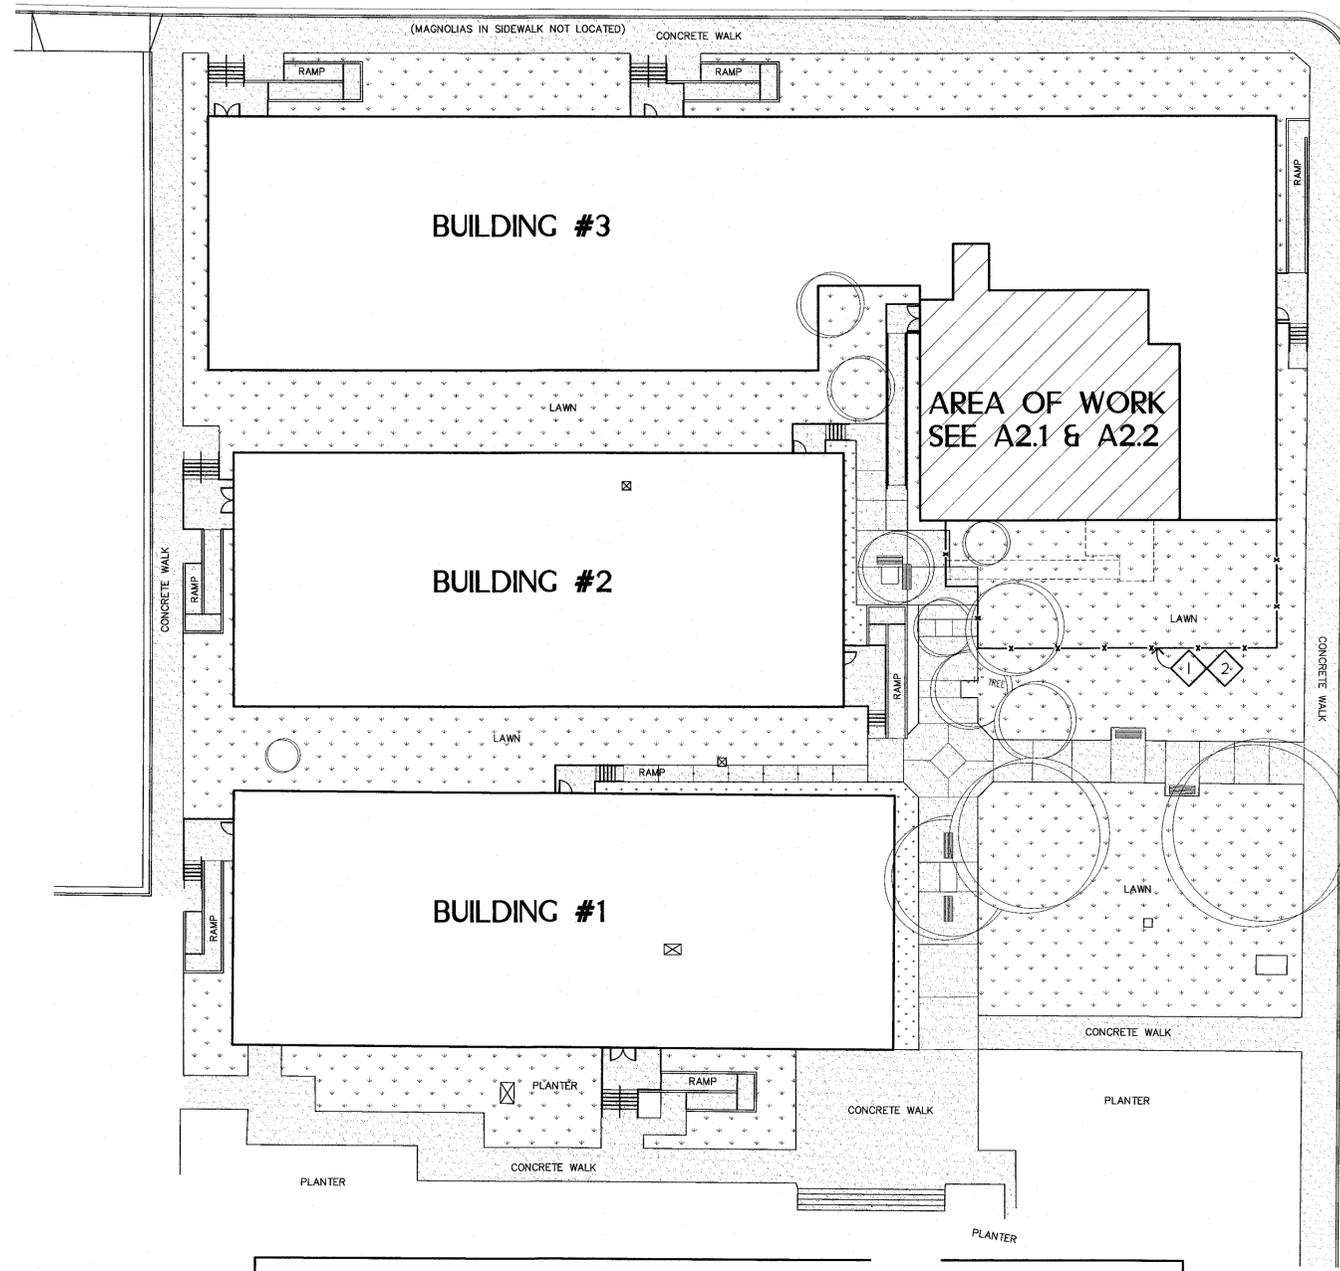 (MAGNOLIAS IN SIDEWALK NOT LOCATED)
CONCRETE WALK
RAMP
RAMP
RAMP
BUILDING #3
AREA OF WORK
SEE A2.1 & A2.2
LAWN
CONCRETE WALK
RAMP
BUILDING #2
LAWN
1
2
CONCRETE WALK
RAMP
TREE
LAWN
RAMP
LAWN
BUILDING #1
RAMP
CONCRETE WALK
PLANTER
RAMP
CONCRETE WALK
PLANTER
CONCRETE WALK
PLANTER
PLANTER